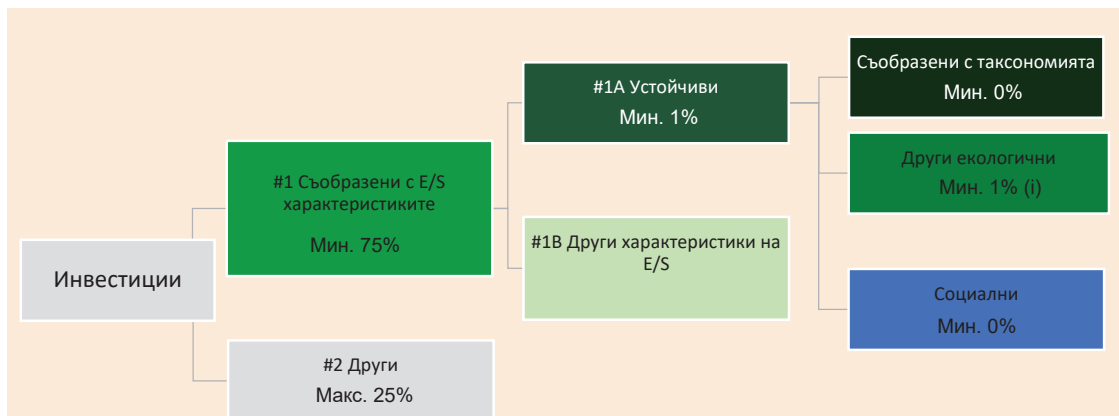 Инвестиции
#1 Съобразени с E/S
характеристиките
Мин. 75%
#2 Други
Макс. 25%
#1A Устойчиви
Мин. 1%
#1B Други характеристики на
E/S
Съобразени с таксономията
Мин. 0%
Други екологични
Мин. 1% (i)
Социални
Мин. 0%